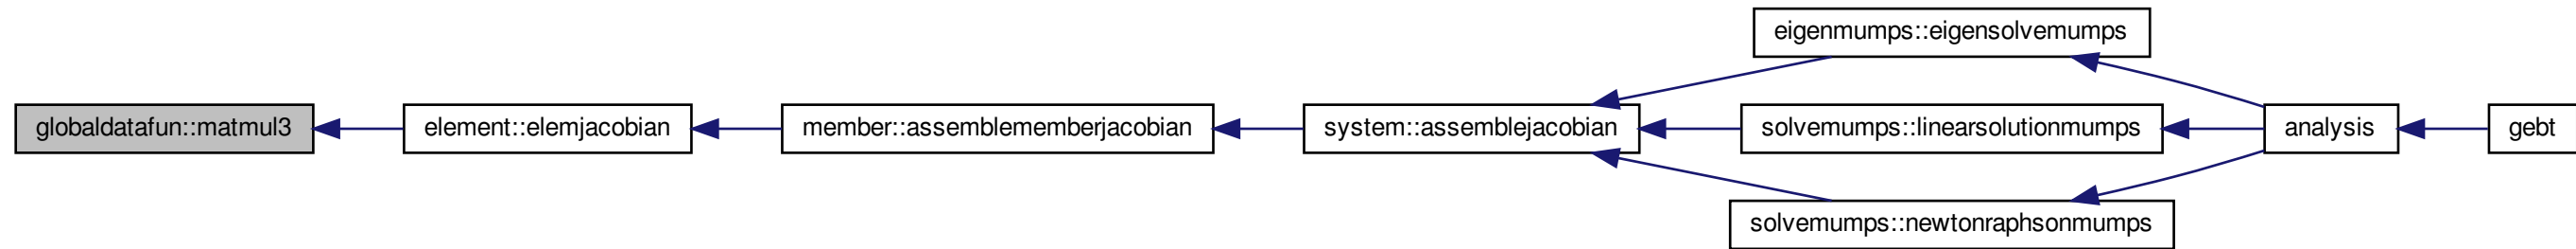 globaldatafun::matmul3
element::elemjacobian
member::assemblememberjacobian
system::assemblejacobian
eigenmumps::eigensolvemumps
solvemumps::linearsolutionmumps
solvemumps::newtonraphsonmumps
analysis
gebt